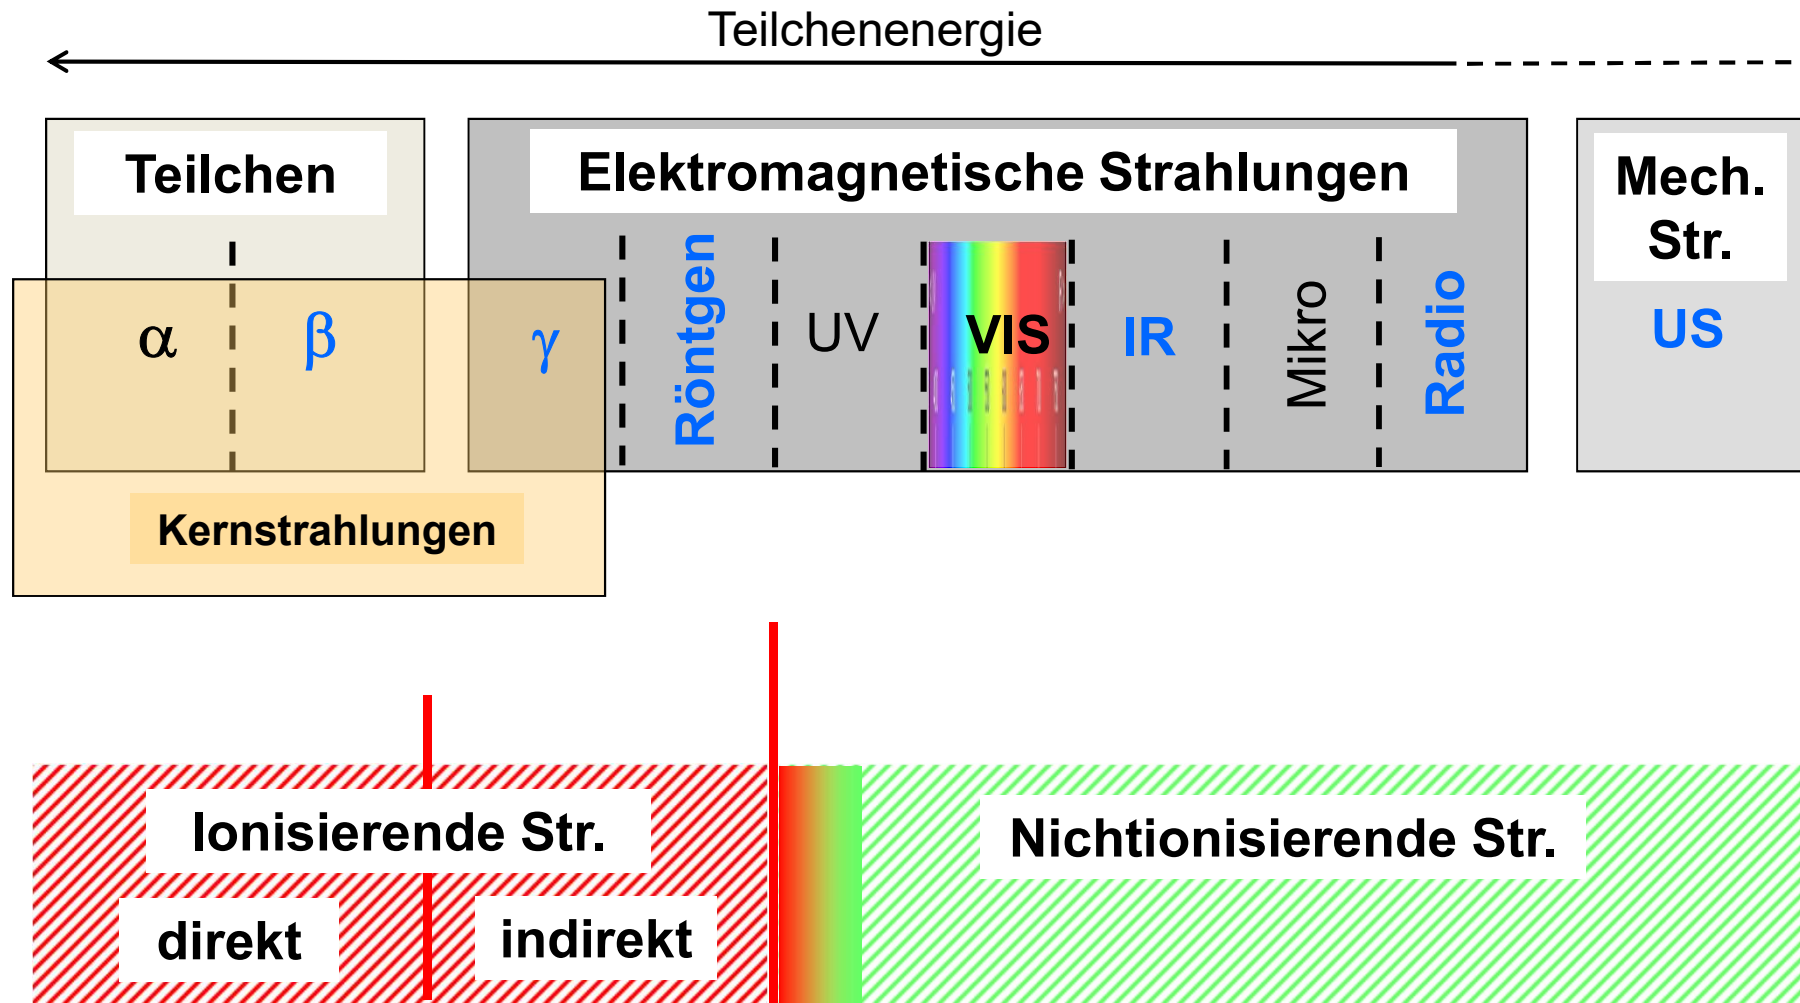 Teilchenenergie
Teilchen
Elektromagnetische Strahlungen
Mech.
Str.
α
β
γ
Röntgen
UV
VIS
IR
Mikro
Radio
US
Kernstrahlungen
Ionisierende Str.
direkt
indirekt
Nichtionisierende Str.